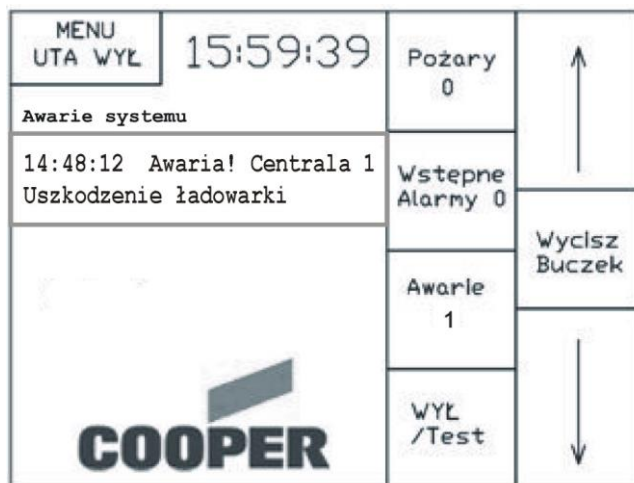 MENU
UTA WYŁ
15:59:39
Awarie systemu
14:48:12 Awaria! Centrala 1
Uszkodzenie ładowarki
COOPER
Pożary
0
Wstępne
Alarmy 0
Awarie
1
WYŁ
/Test
Wycisz
Buczek